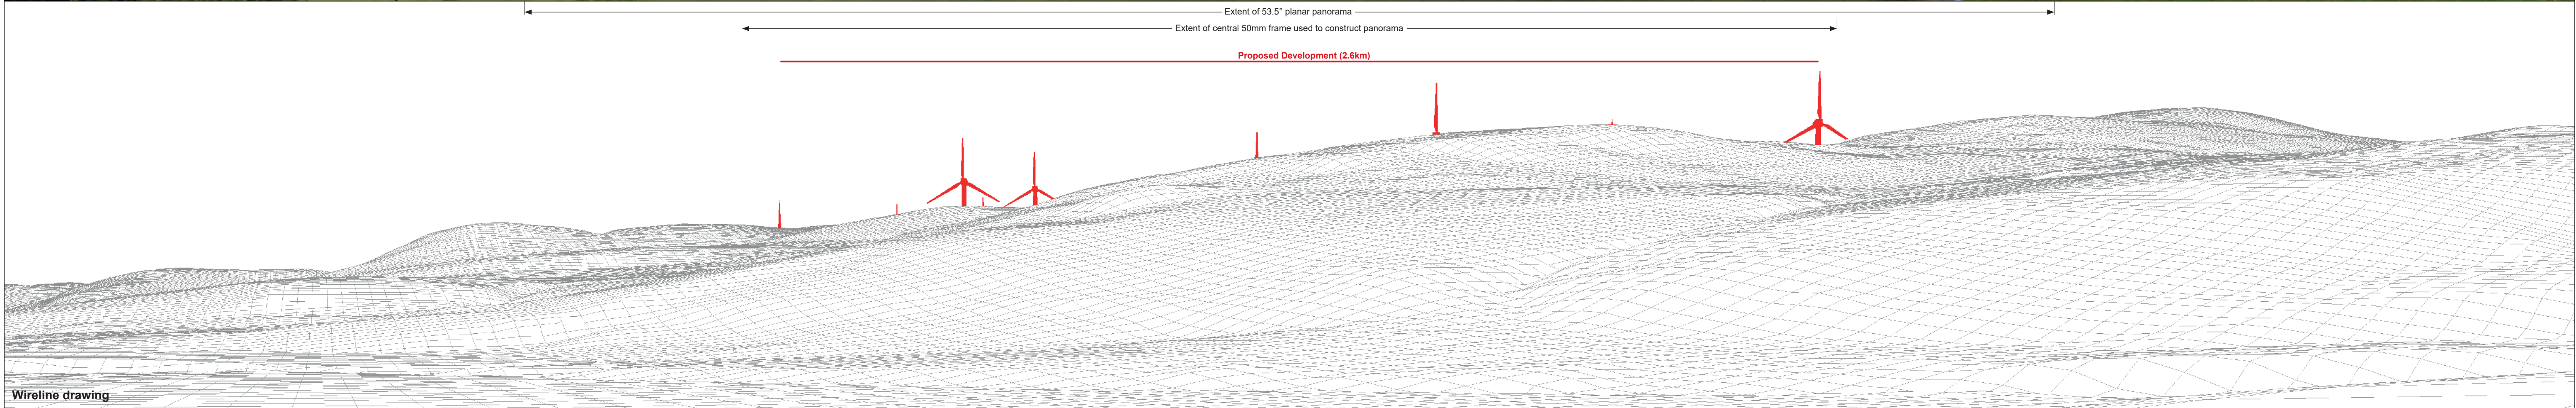 Extent of 53.5° planar panorama
Extent of central 50mm frame used to construct panorama
Proposed Development (2.6km)
Wireline drawing